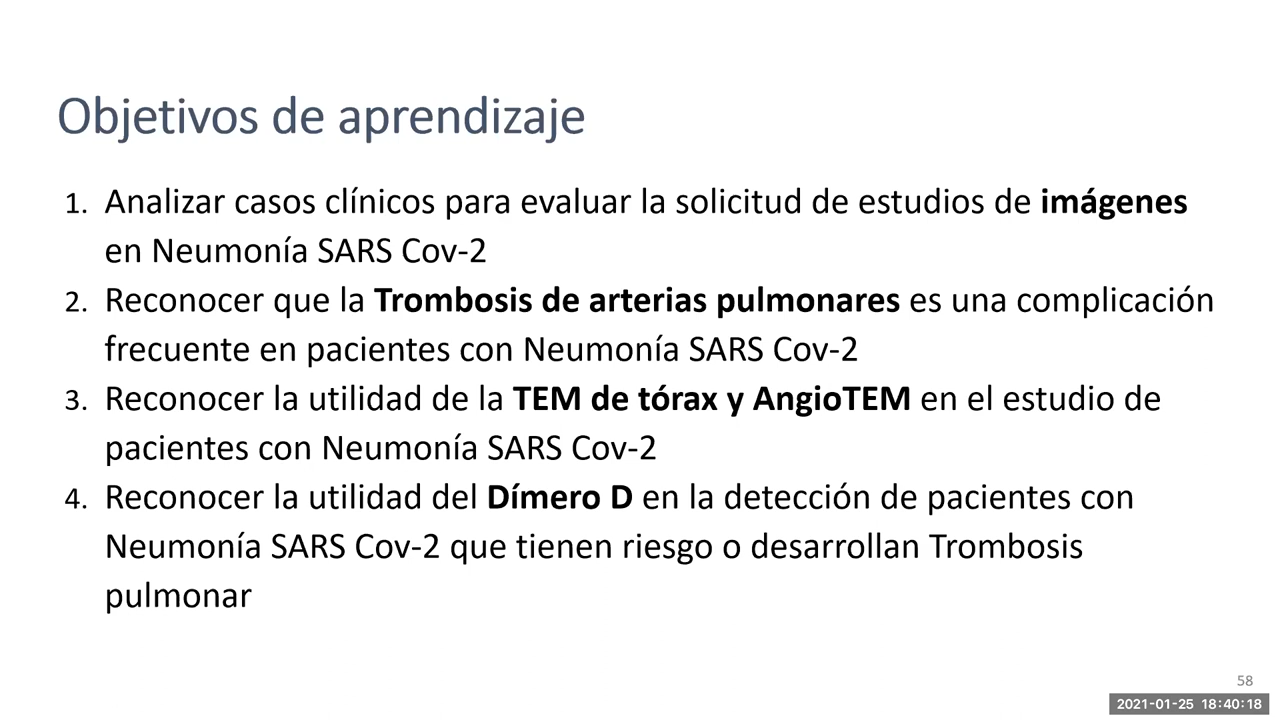 Objetivos de aprendizaje
1. Analizar casos clínicos para evaluar la solicitud de estudios de imágenes
en Neumonía SARS Cov-2
2. Reconocer que la Trombosis de arterias pulmonares es una complicación
frecuente en pacientes con Neumonía SARS Cov-2
3. Reconocer la utilidad de la TEM de tórax y AngioTEM en el estudio de
pacientes con Neumonía SARS Cov-2
4. Reconocer la utilidad del Dímero D en la detección de pacientes con
Neumonía SARS Cov-2 que tienen riesgo o desarrollan Trombosis
pulmonar
58
2021-01-25 18:40:18